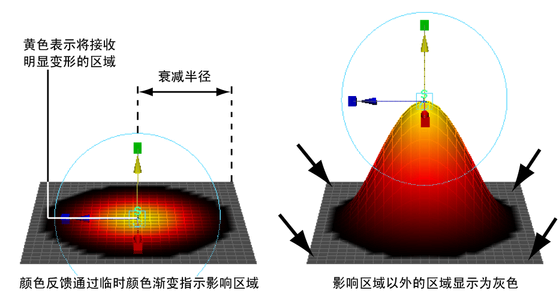 黄色表示将接收
明显变形的区域
衰减半径
颜色反馈通过临时颜色渐变指示影响区域
影响区域以外的区域显示为灰色